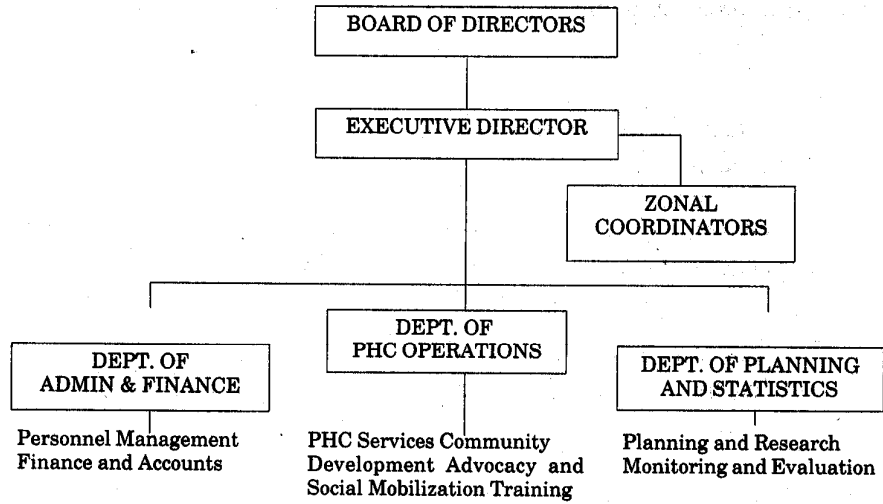 BOARD OF DIRECTORS
EXECUTIVE DIRECTOR
ZONAL
COORDINATORS
DEPT. OF
ADMIN & FINANCE
DEPT. OF
PHC OPERATIONS
DEPT. OF PLANNING
AND STATISTICS
Personnel Management
Finance and Accounts
PHC Services Community
Development Advocacy and
Social Mobilization Training
Planning and Research
Monitoring and Evaluation